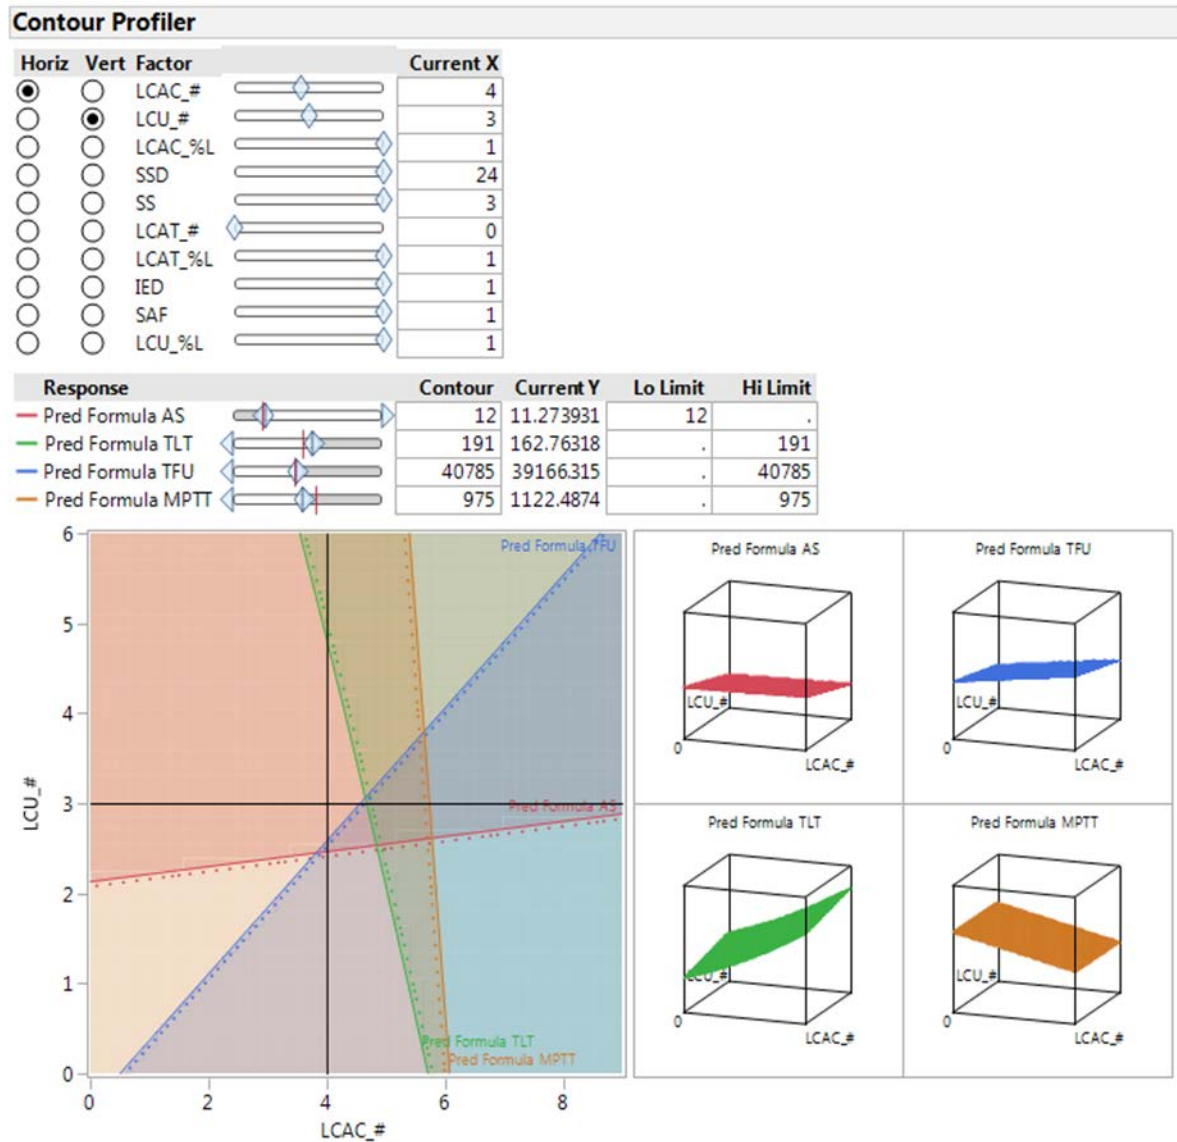 Contour Profiler
Horiz Vert Factor Current X
LCAC_# 4
LCU_# 3
LCAC_%L 1
SSD 24
SS 3
LCAT_# 0
LCAT_%L 1
IED 1
SAF 1
LCU_%L 1
Response Contour Current Y Lo Limit Hi Limit
Pred Formula AS 12 11.273931 12 .
Pred Formula TLT 191 162.76318 . 191
Pred Formula TFU 40785 39166.315 . 40785
Pred Formula MPTT 975 1122.4874 . 975
6
5
4
3
2
1
0
LCU_#
Pred Formula TFU
Pred Formula AS
Pred Formula TLT
Pred Formula MPTT
0 2 4 6 8
LCAC_#
Pred Formula AS
LCU_#
0
LCAC_#
Pred Formula TFU
LCU_#
0
LCAC_#
Pred Formula TLT
LCU_#
0
LCAC_#
Pred Formula MPTT
LCU_#
0
LCAC_#